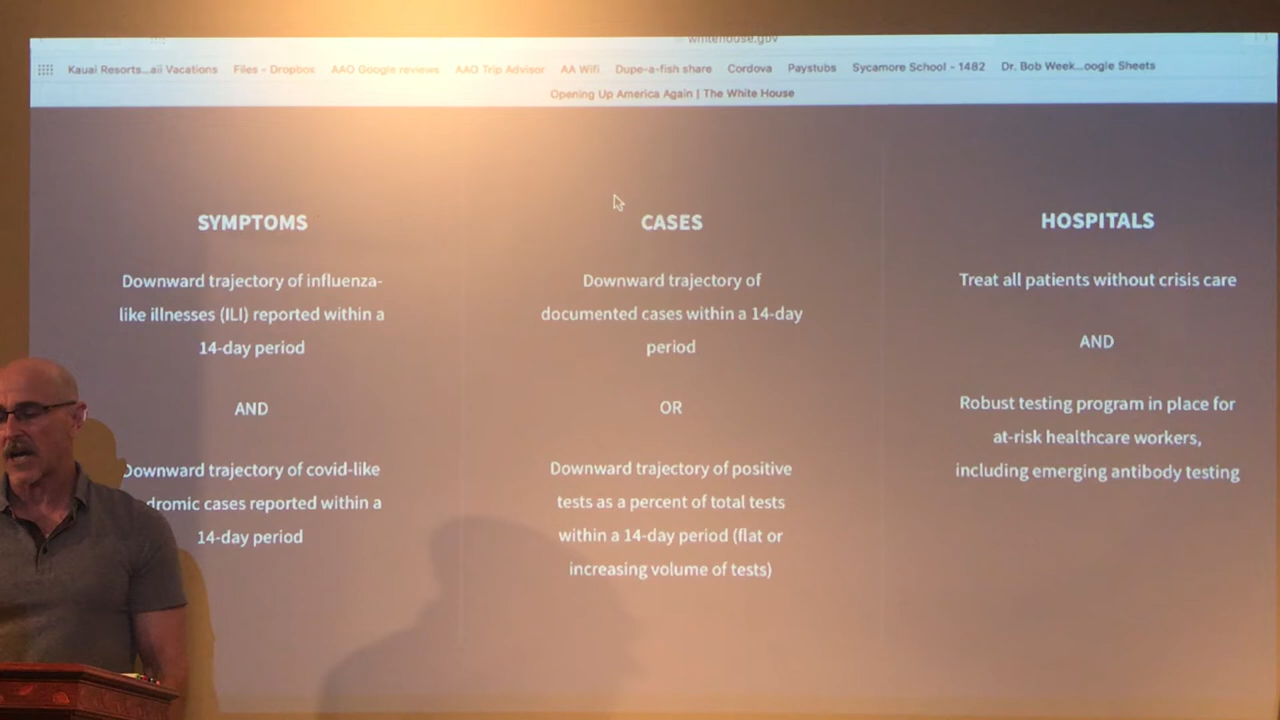 whitehouse.gov
Kauai Resorts...aii Vacations Files - Dropbox AAO Google reviews AAO Trip Advisor AA Wifi Dupe-a-fish share Cordova Paystubs Sycamore School - 1482 Dr. Bob Week...oogle Sheets
Opening Up America Again | The White House
SYMPTOMS
Downward trajectory of influenza-
like illnesses (ILI) reported within a
14-day period
AND
Downward trajectory of covid-like
dromic cases reported within a
14-day period
CASES
Downward trajectory of
documented cases within a 14-day
period
OR
Downward trajectory of positive
tests as a percent of total tests
within a 14-day period (flat or
increasing volume of tests)
HOSPITALS
Treat all patients without crisis care
AND
Robust testing program in place for
at-risk healthcare workers,
including emerging antibody testing